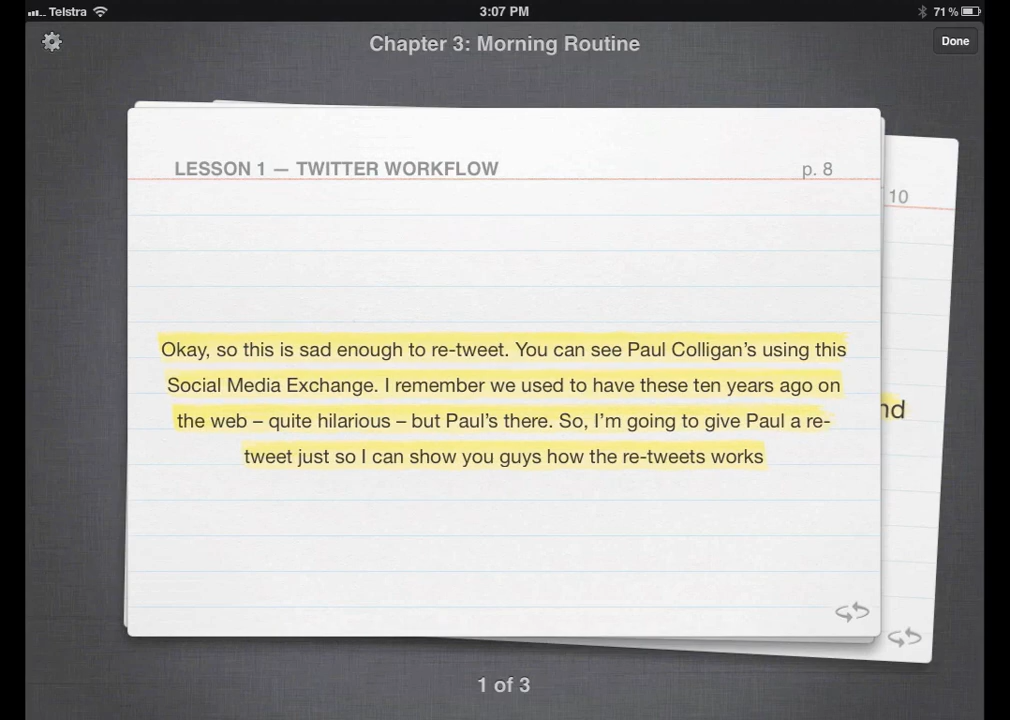 Telstra 3:07 PM 71 %
Chapter 3: Morning Routine Done
LESSON 1 — TWITTER WORKFLOW p. 8
10
Okay, so this is sad enough to re-tweet. You can see Paul Colligan’s using this
Social Media Exchange. I remember we used to have these ten years ago on
the web – quite hilarious – but Paul’s there. So, I’m going to give Paul a re-
tweet just so I can show you guys how the re-tweets works
1 of 3